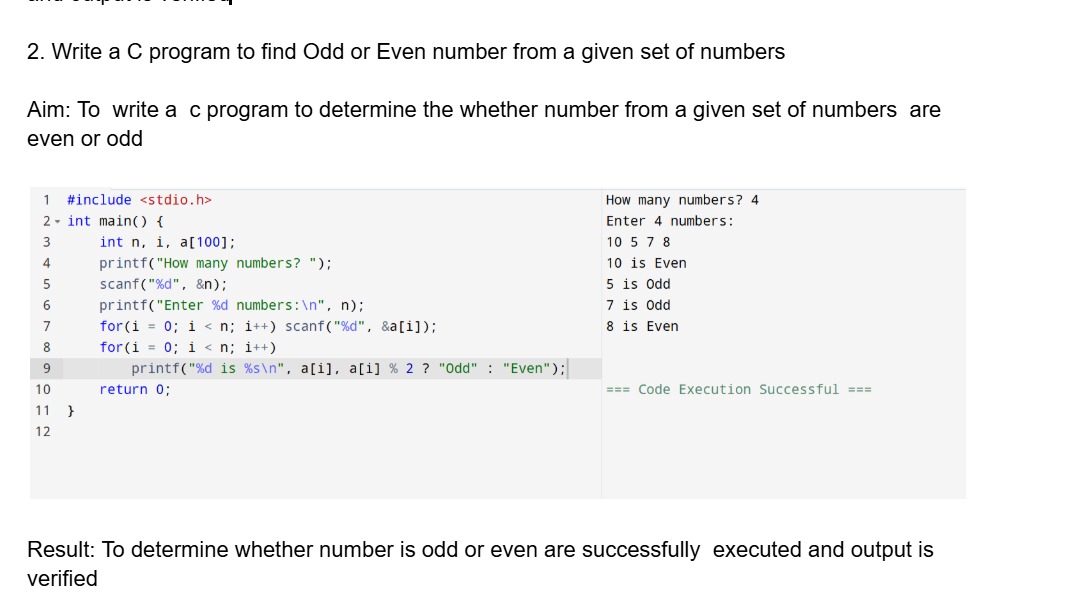 2. Write a C program to find Odd or Even number from a given set of numbers
Aim: To  write a  c program to determine the whether number from a given set of numbers  are
even or odd
1 #include <stdio.h>
2 int main() {
3     int n, i, a[100];
4     printf("How many numbers? ");
5     scanf("%d", &n);
6     printf("Enter %d numbers:\n", n);
7     for(i = 0; i < n; i++) scanf("%d", &a[i]);
8     for(i = 0; i < n; i++)
9         printf("%d is %s\n", a[i], a[i] % 2 ? "Odd" : "Even");
10     return 0;
11 }
12
How many numbers? 4
Enter 4 numbers:
10 5 7 8
10 is Even
5 is Odd
7 is Odd
8 is Even
=== Code Execution Successful ===
Result: To determine whether number is odd or even are successfully  executed and output is
verified